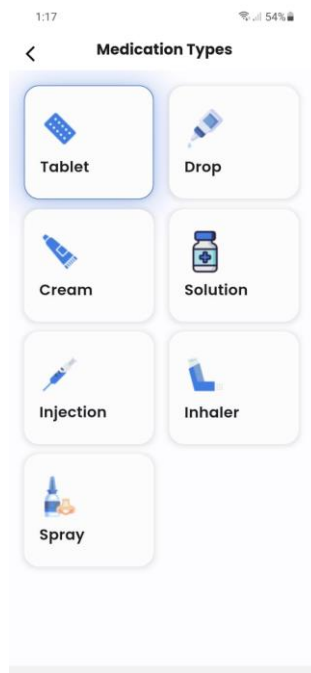 1:17 54%
Medication Types
Tablet Drop
Cream Solution
Injection Inhaler
Spray